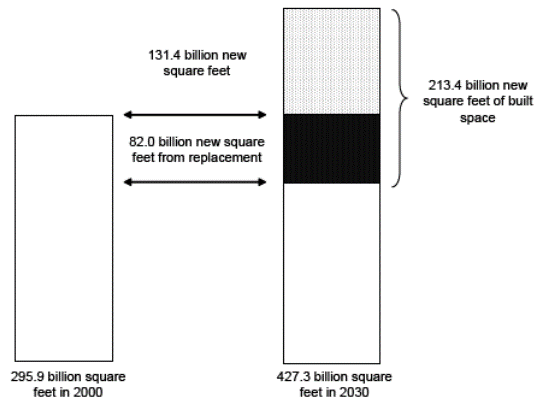 131.4 billion new
square feet
82.0 billion new square
feet from replacement
213.4 billion new
square feet of built
space
295.9 billion square
feet in 2000
427.3 billion square
feet in 2030